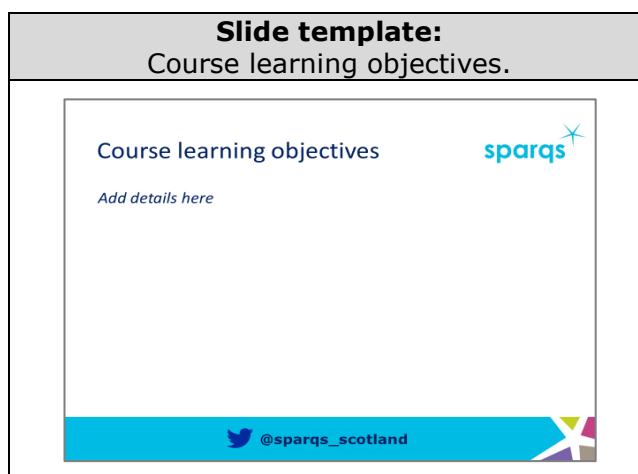 Slide template:
Course learning objectives.
Course learning objectives
sparqs
Add details here
@sparqs_scotland